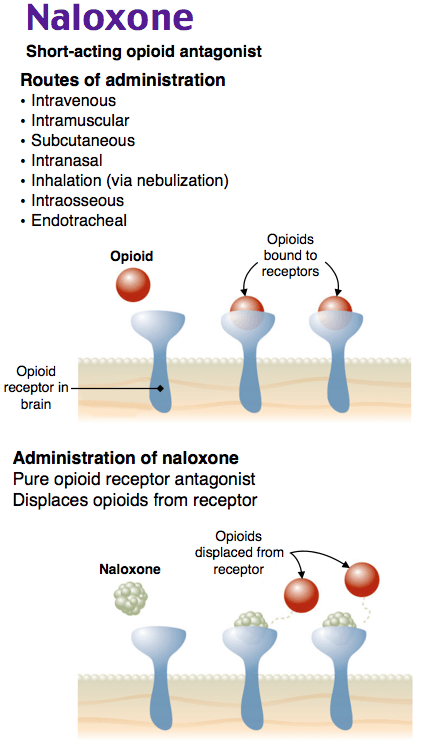 Naloxone
Short-acting opioid antagonist
Routes of administration
• Intravenous
• Intramuscular
• Subcutaneous
• Intranasal
• Inhalation (via nebulization)
• Intraosseous
• Endotracheal
Opioid
Opioids
bound to
receptors
Opioid
receptor in
brain
Administration of naloxone
Pure opioid receptor antagonist
Displaces opioids from receptor
Naloxone
Opioids
displaced from
receptor